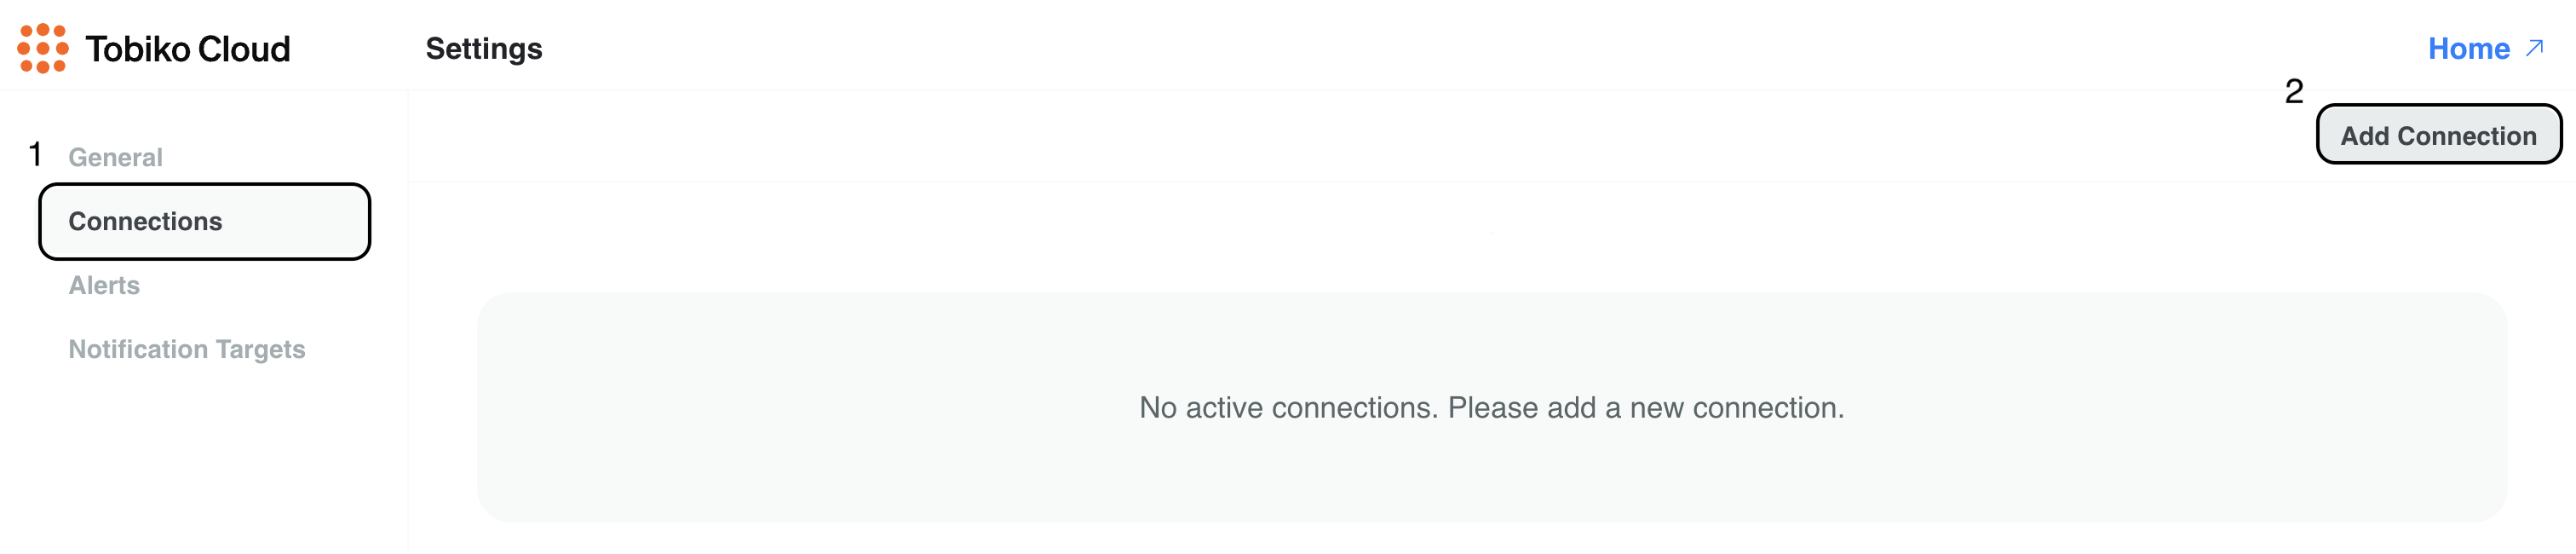 Tobiko Cloud
Settings
Home
2
Add Connection
1
General
Connections
Alerts
Notification Targets
No active connections. Please add a new connection.